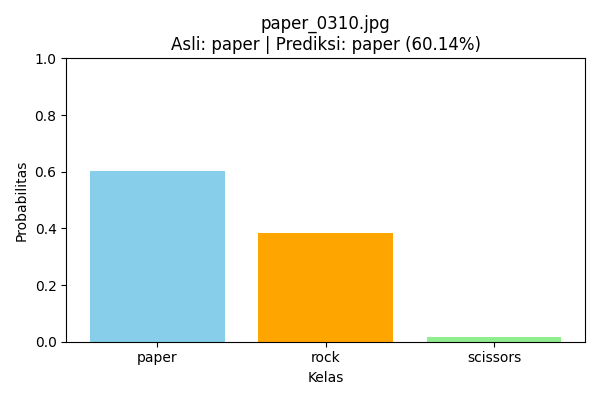 paper_0310.jpg
Asli: paper | Prediksi: paper (60.14%)
1.0
0.8
0.6
0.4
0.2
0.0
Probabilitas
paper
rock
scissors
Kelas